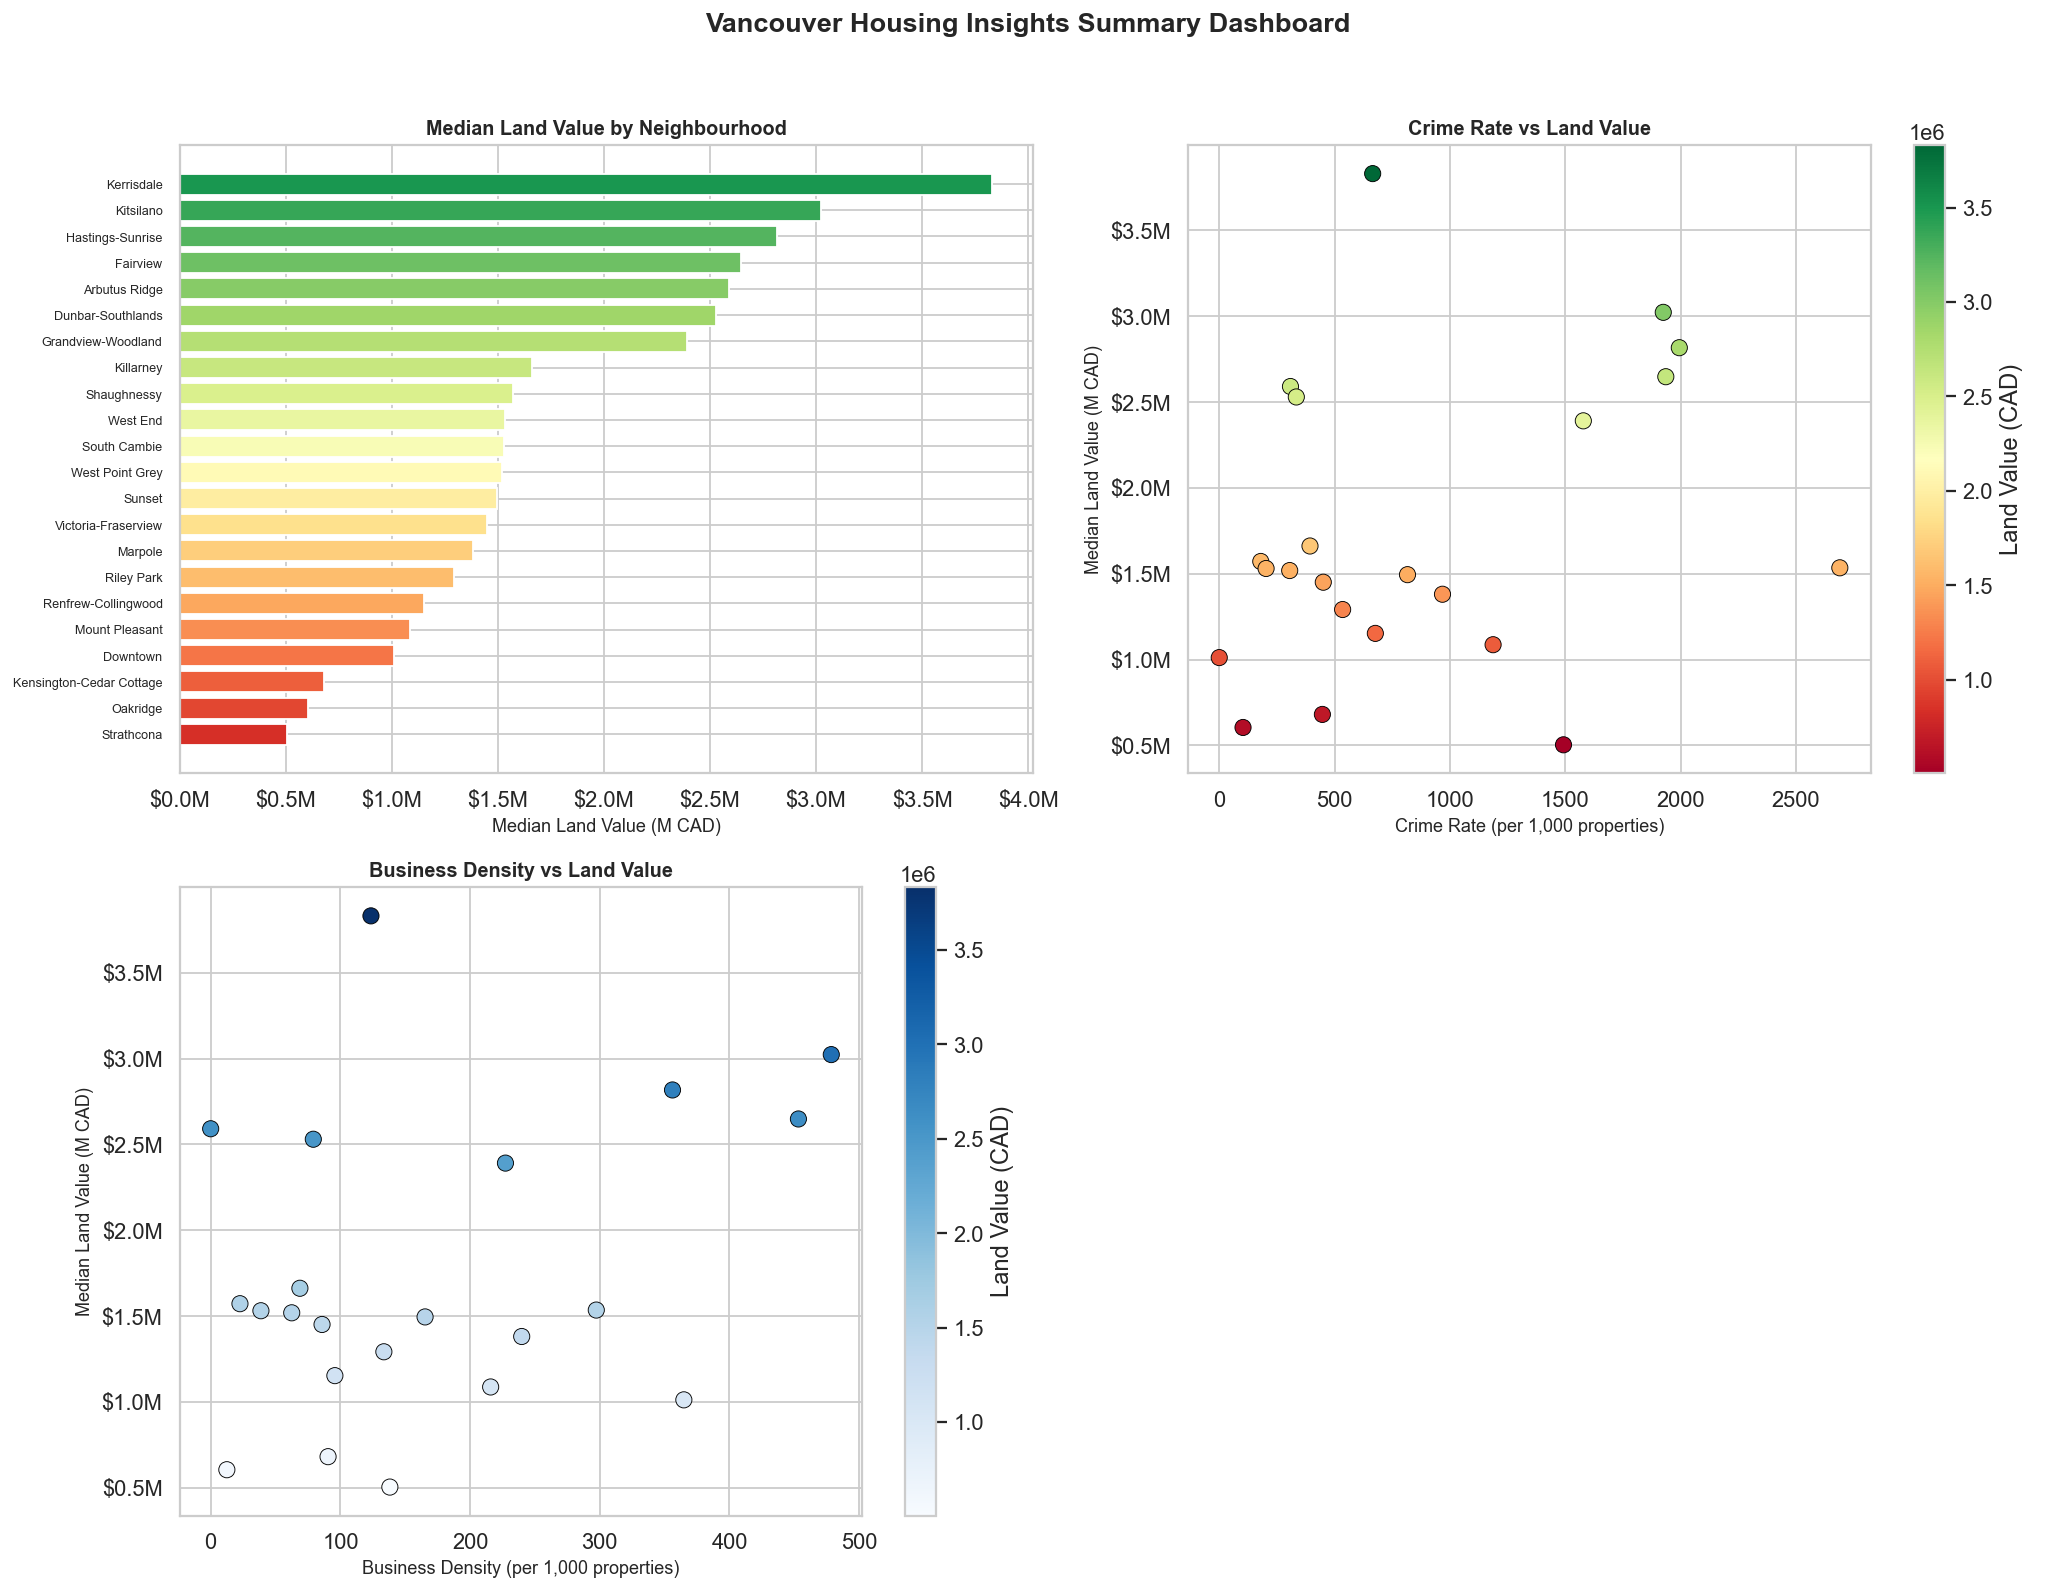 Vancouver Housing Insights Summary Dashboard
Median Land Value by Neighbourhood
Kerrisdale
Kitsilano
Hastings-Sunrise
Fairview
Arbutus Ridge
Dunbar-Southlands
Grandview-Woodland
Killarney
Shaughnessy
West End
South Cambie
West Point Grey
Sunset
Victoria-Fraserview
Marpole
Riley Park
Renfrew-Collingwood
Mount Pleasant
Downtown
Kensington-Cedar Cottage
Oakridge
Strathcona
$0.0M $0.5M $1.0M $1.5M $2.0M $2.5M $3.0M $3.5M $4.0M
Median Land Value (M CAD)
Crime Rate vs Land Value
Median Land Value (M CAD)
$3.5M
$3.0M
$2.5M
$2.0M
$1.5M
$1.0M
$0.5M
0 500 1000 1500 2000 2500
Crime Rate (per 1,000 properties)
1e6
3.5
3.0
2.5
2.0
1.5
1.0
Land Value (CAD)
Business Density vs Land Value
Median Land Value (M CAD)
$3.5M
$3.0M
$2.5M
$2.0M
$1.5M
$1.0M
$0.5M
0 100 200 300 400 500
Business Density (per 1,000 properties)
1e6
3.5
3.0
2.5
2.0
1.5
1.0
Land Value (CAD)